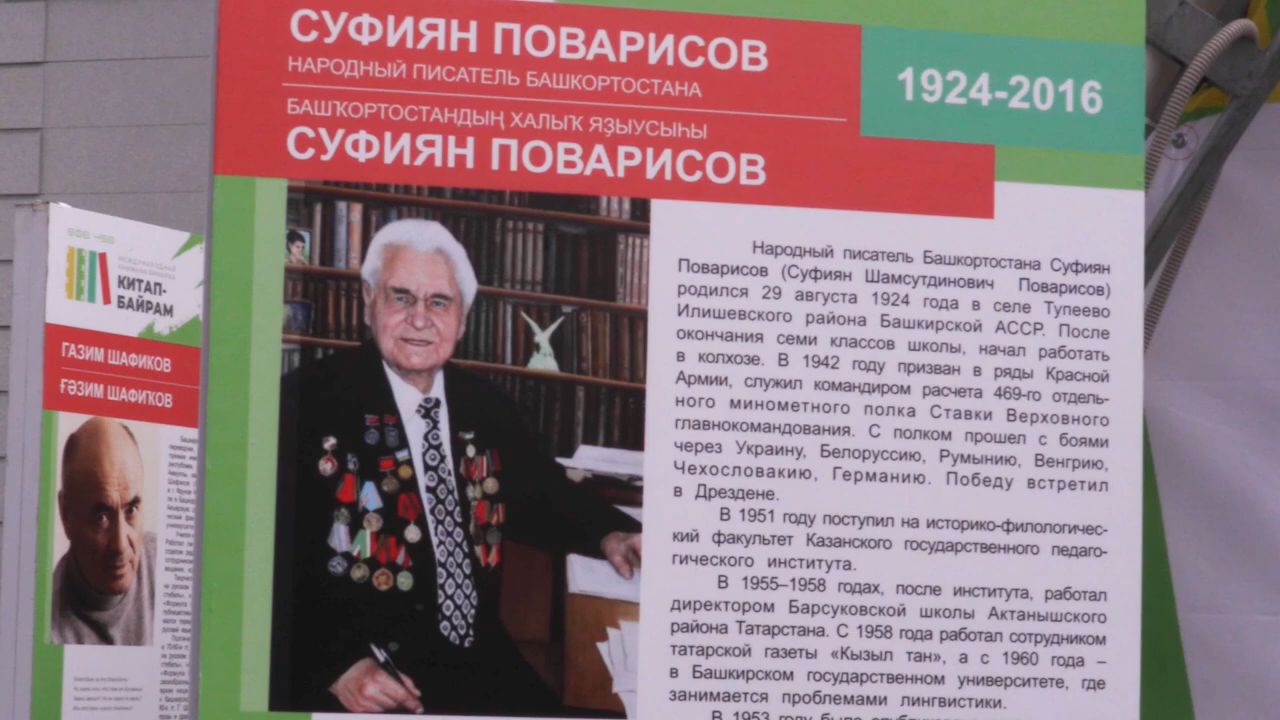 СУФИЯН ПОВАРИСОВ
НАРОДНЫЙ ПИСАТЕЛЬ БАШКОРТОСТАНА
БАШҠОРТОСТАНДЫҢ ХАЛЫҠ ЯҘЫУСЫҺЫ
СУФИЯН ПОВАРИСОВ
1924-2016
Народный писатель Башкортостана Суфиян
Поварисов (Суфиян Шамсутдинович Поварисов)
родился 29 августа 1924 года в селе Тупеево
Илишевского района Башкирской АССР. После
окончания семи классов школы, начал работать
в колхозе. В 1942 году призван в ряды Красной
Армии, служил командиром расчета 469-го отдель-
ного минометного полка Ставки Верховного
главнокомандования. С полком прошел с боями
через Украину, Белоруссию, Румынию, Венгрию,
Чехословакию, Германию. Победу встретил
в Дрездене.
В 1951 году поступил на историко-филологичес-
кий факультет Казанского государственного педаго-
гического института.
В 1955–1958 годах, после института, работал
директором Барсуковской школы Актанышского
района Татарстана. С 1958 года работал сотрудником
татарской газеты «Кызыл тан», а с 1960 года –
в Башкирском государственном университете, где
занимается проблемами лингвистики.
В 1953 году было
МЕЖДУНАРОДНАЯ
КНИЖНАЯ ЯРМАРКА
КИТАП-
БАЙРАМ
ГАЗИМ ШАФИКОВ
ҒӘЗИМ ШАФИҠОВ